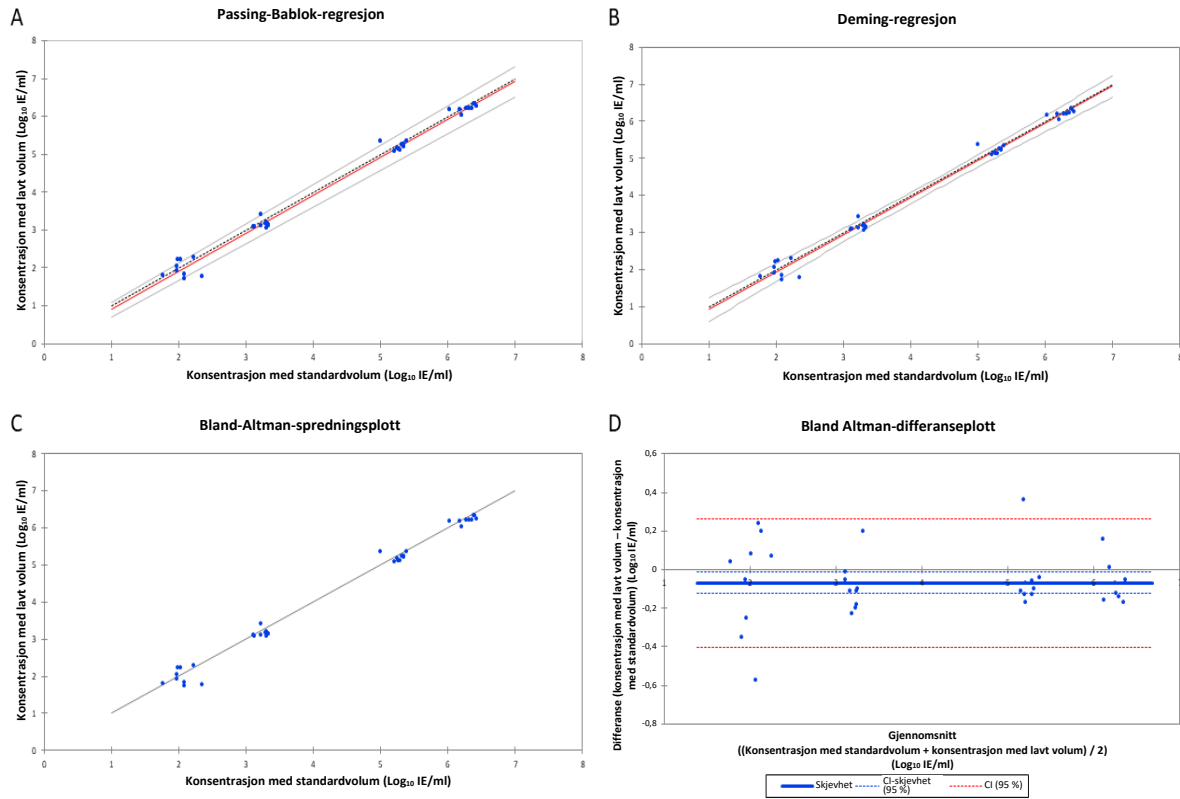 A
Passing-Bablok-regresjon
Konsentrasjon med lavt volum (Log₁₀ IE/ml)
8
7
6
5
4
3
2
1
0
0 1 2 3 4 5 6 7 8
Konsentrasjon med standardvolum (Log₁₀ IE/ml)
B
Deming-regresjon
Konsentrasjon med lavt volum (Log₁₀ IE/ml)
8
7
6
5
4
3
2
1
0
0 1 2 3 4 5 6 7 8
Konsentrasjon med standardvolum (Log₁₀ IE/ml)
C
Bland-Altman-spredningsplott
Konsentrasjon med lavt volum (Log₁₀ IE/ml)
8
7
6
5
4
3
2
1
0
0 1 2 3 4 5 6 7 8
Konsentrasjon med standardvolum (Log₁₀ IE/ml)
D
Bland Altman-differanseplott
Differanse (konsentrasjon med lavt volum – konsentrasjon
med standardvolum) (Log₁₀ IE/ml)
0,6
0,4
0,2
0
-0,2
-0,4
-0,6
-0,8
1 2 3 4 5 6
Gjennomsnitt
((Konsentrasjon med standardvolum + konsentrasjon med lavt volum) / 2)
(Log₁₀ IE/ml)
Skjevhet CI-skjevhet CI (95 %)
(95 %)